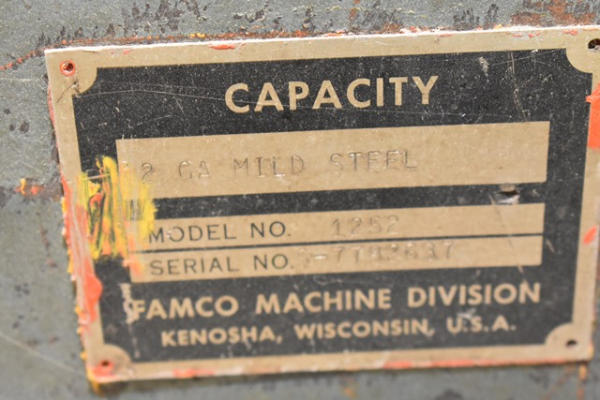 CAPACITY
2 GA MILD STEEL
MODEL NO. 1252
SERIAL NO.
FAMCO MACHINE DIVISION
KENOSHA, WISCONSIN, U.S.A.